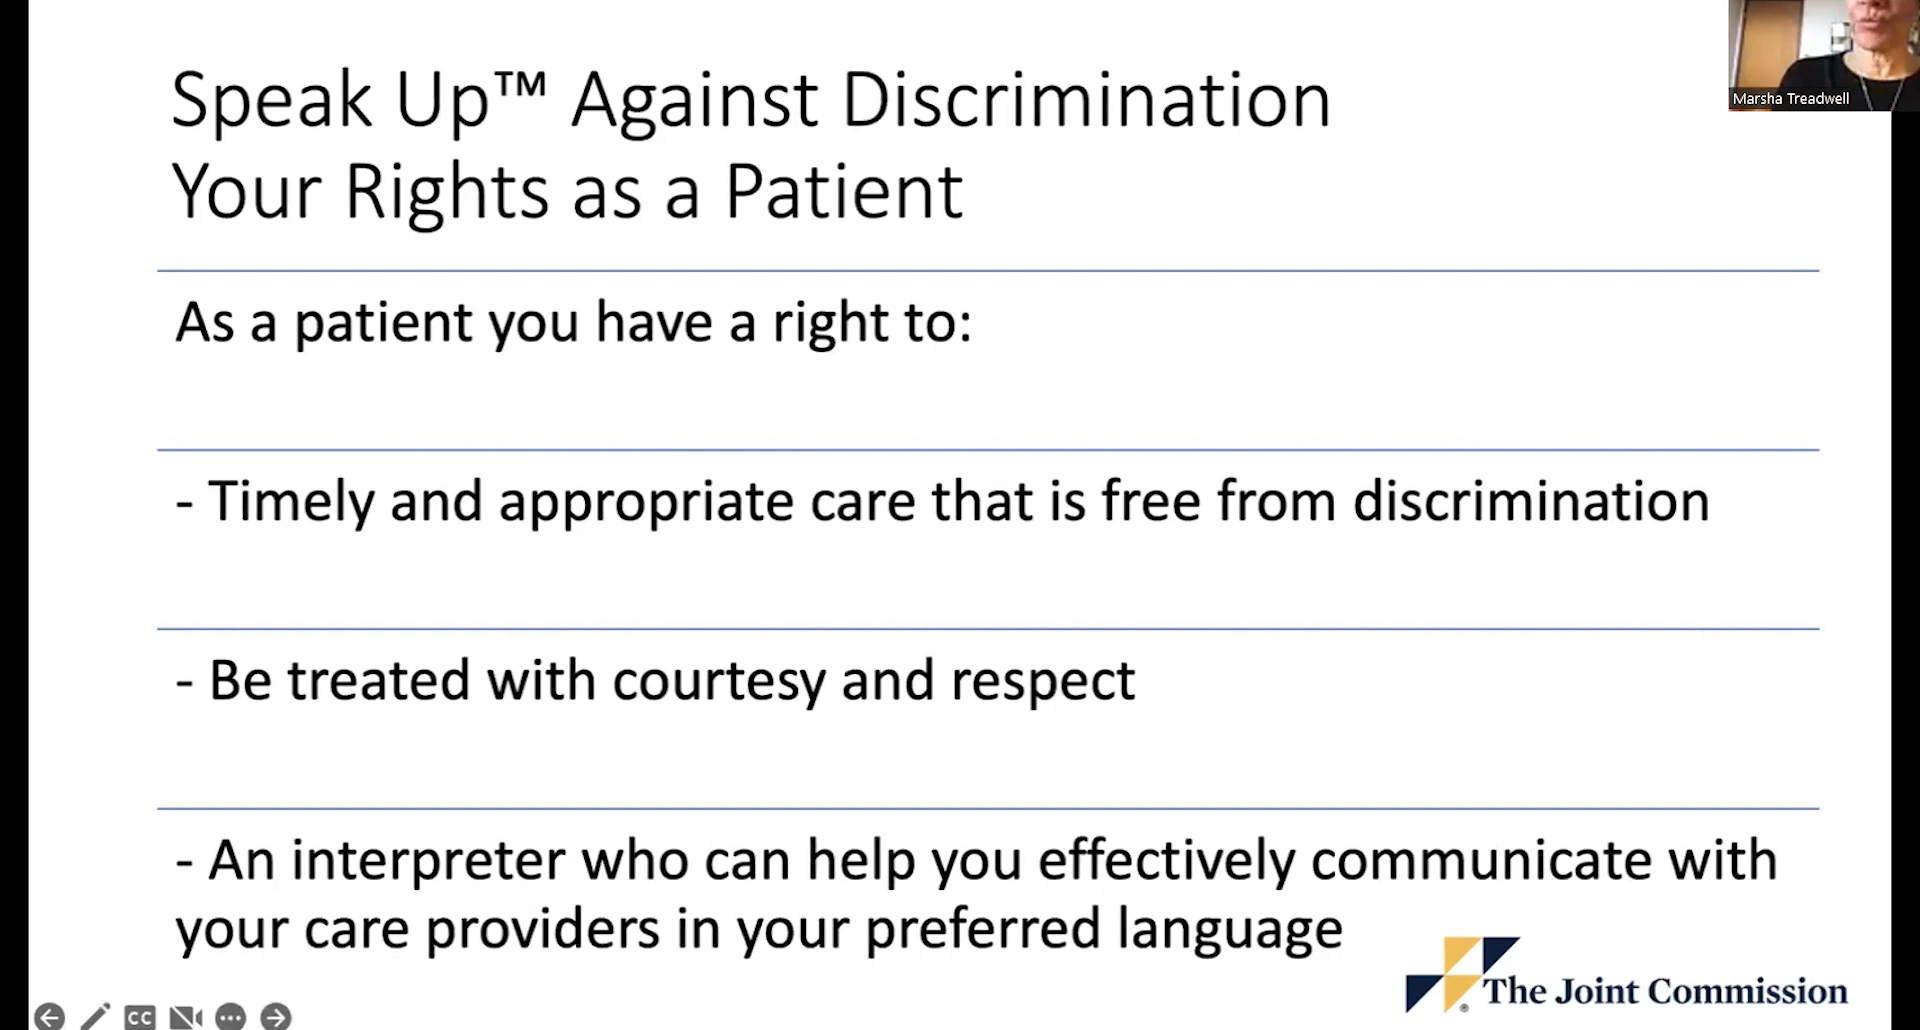 Speak Up™ Against Discrimination
Your Rights as a Patient
Marsha Treadwell
As a patient you have a right to:
- Timely and appropriate care that is free from discrimination
- Be treated with courtesy and respect
- An interpreter who can help you effectively communicate with
your care providers in your preferred language
The Joint Commission
®
CC